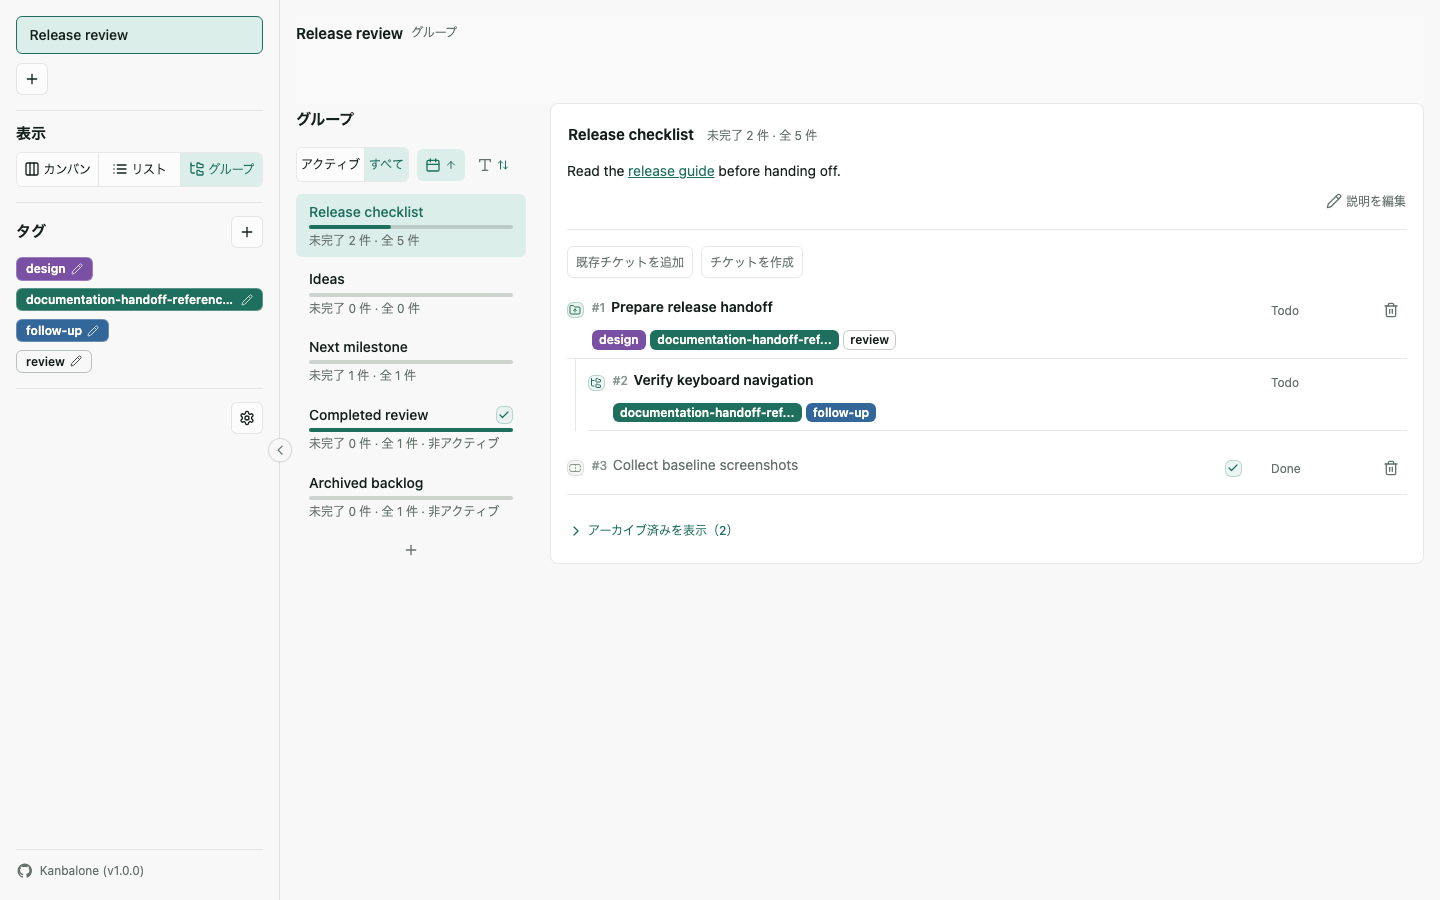 Release review
表示
カンバン
リスト
グループ
タグ
design
documentation-handoff-referenc...
follow-up
review
Kanbalone (v1.0.0)
Release review グループ
グループ
アクティブ すべて
Release checklist
未完了 2 件 · 全 5 件
Ideas
未完了 0 件 · 全 0 件
Next milestone
未完了 1 件 · 全 1 件
Completed review
未完了 0 件 · 全 1 件 · 非アクティブ
Archived backlog
未完了 0 件 · 全 1 件 · 非アクティブ
Release checklist 未完了 2 件 · 全 5 件
Read the release guide before handing off.
説明を編集
既存チケットを追加 チケットを作成
#1 Prepare release handoff Todo
design documentation-handoff-ref... review
#2 Verify keyboard navigation Todo
documentation-handoff-ref... follow-up
#3 Collect baseline screenshots Done
アーカイブ済みを表示（2）